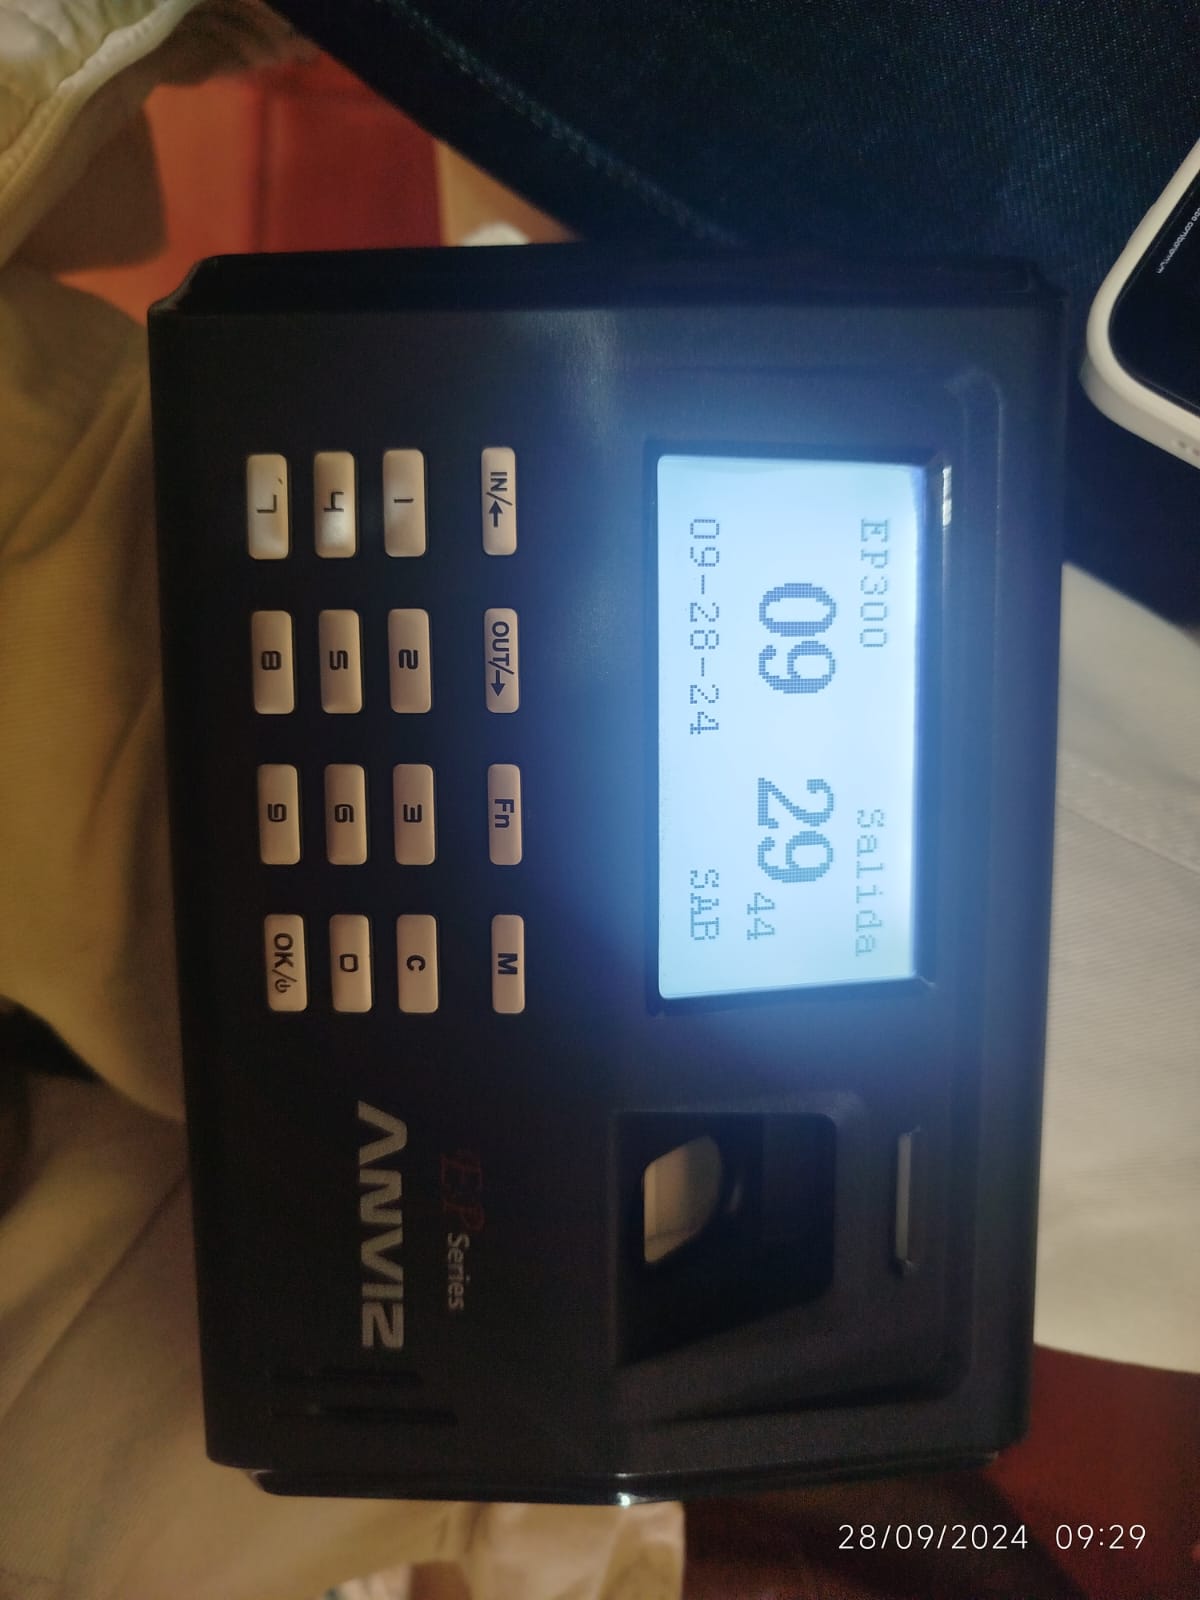 EP300 Salida
09 29 44
09-28-24 SAB
IN/← OUT/→ Fn M
1 2 3 C
4 5 6 0
7 8 9 OK/⏻
EP Series
ANVIZ
28/09/2024 09:29